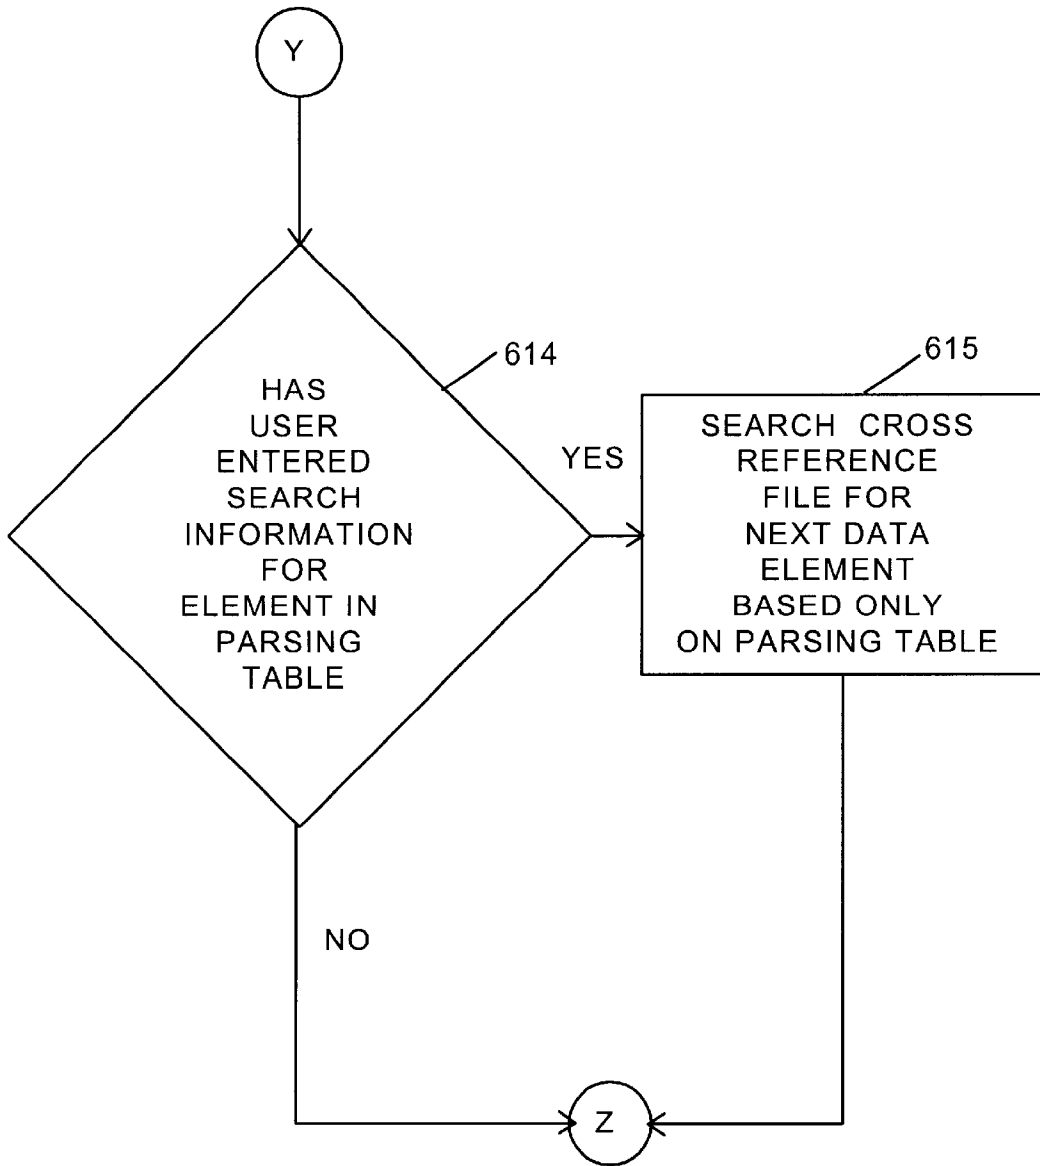 Y
614
HAS
USER
ENTERED
SEARCH
INFORMATION
FOR
ELEMENT IN
PARSING
TABLE
YES
615
SEARCH CROSS
REFERENCE
FILE FOR
NEXT DATA
ELEMENT
BASED ONLY
ON PARSING TABLE
NO
Z